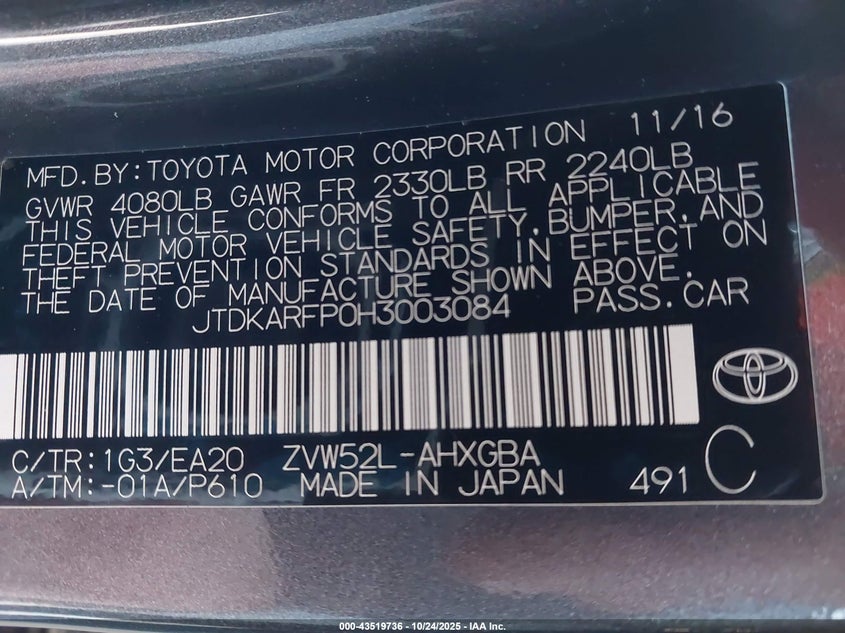 MFD.BY:TOYOTA MOTOR CORPORATION 11/16
GVWR 4080LB GAWR FR 2330LB RR 2240LB
THIS VEHICLE CONFORMS TO ALL APPLICABLE
FEDERAL MOTOR VEHICLE SAFETY,BUMPER,AND
THEFT PREVENTION STANDARDS IN EFFECT ON
THE DATE OF MANUFACTURE SHOWN ABOVE.
JTDKARFP0H3003084 PASS.CAR
C/TR:1G3/EA20 ZVW52L-AHXGBA
A/TM:-01A/P610 MADE IN JAPAN 491 C
000-43519736 - 10/24/2025 - IAA Inc.